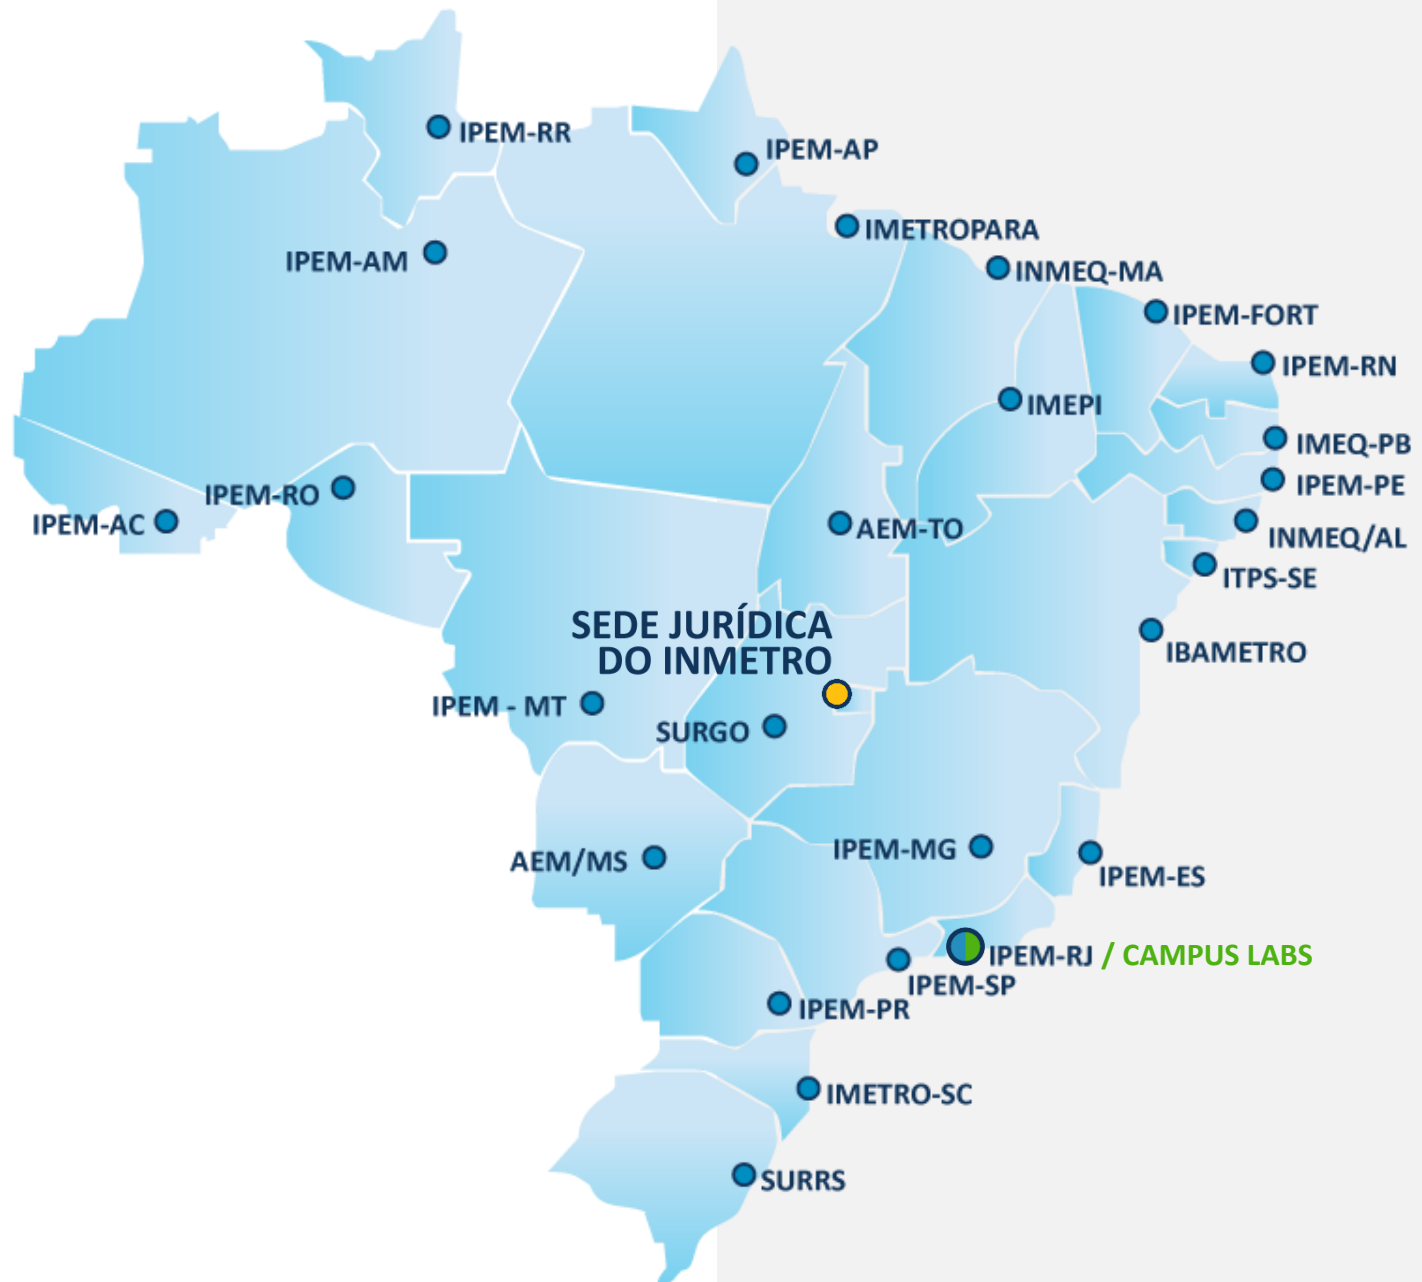 IPEM-RR
IPEM-AP
IMETROPARA
IPEM-AM
INMEQ-MA
IPEM-FORT
IPEM-RN
IMEPI
IMEQ-PB
IPEM-PE
IPEM-RO
IPEM-AC
AEM-TO
INMEQ/AL
ITPS-SE
SEDE JURÍDICA
DO INMETRO
IBAMETRO
IPEM - MT
SURGO
IPEM-MG
AEM/MS
IPEM-ES
IPEM-RJ / CAMPUS LABS
IPEM-SP
IPEM-PR
IMETRO-SC
SURRS